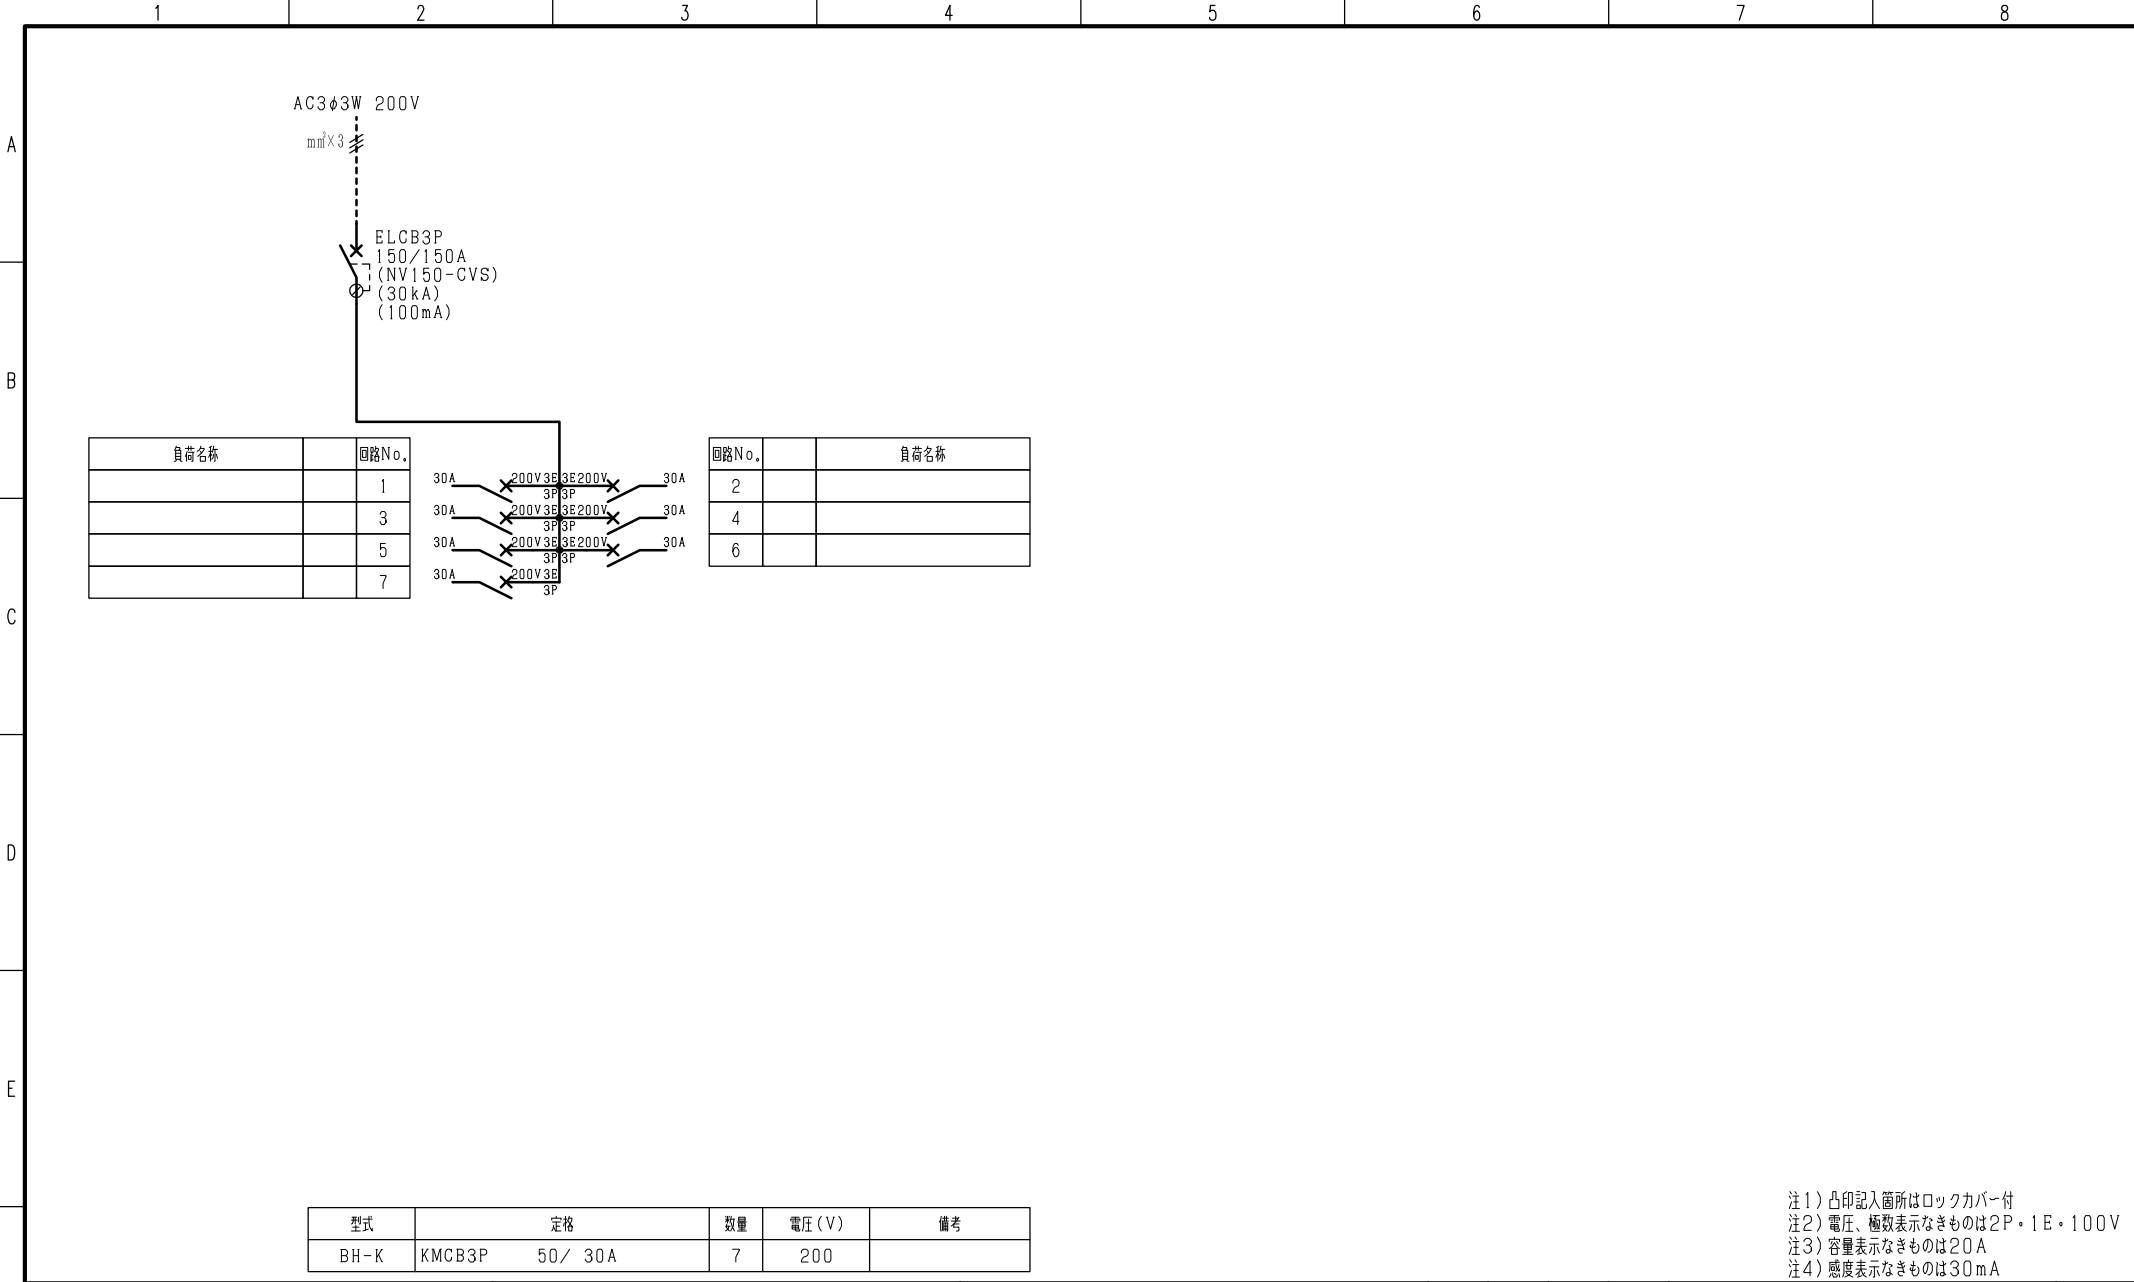 1 2 3 4 5 6 7 8
AC3φ3W 200V
mm²×3
A
ELCB3P
150/150A
(NV150-CVS)
(30kA)
(100mA)
B
負荷名称 回路No. 回路No. 負荷名称
1 30A 200V3E 3E200V 30A 2
3P 3P
3 30A 200V3E 3E200V 30A 4
3P 3P
5 30A 200V3E 3E200V 30A 6
3P 3P
7 30A 200V3E
3P
C
D
E
型式 定格 数量 電圧(V) 備考
BH-K KMCB3P 50/ 30A 7 200
注1)凸印記入箇所はロックカバー付
注2)電圧、極数表示なきものは2P・1E・100V
注3)容量表示なきものは20A
注4)感度表示なきものは30mA